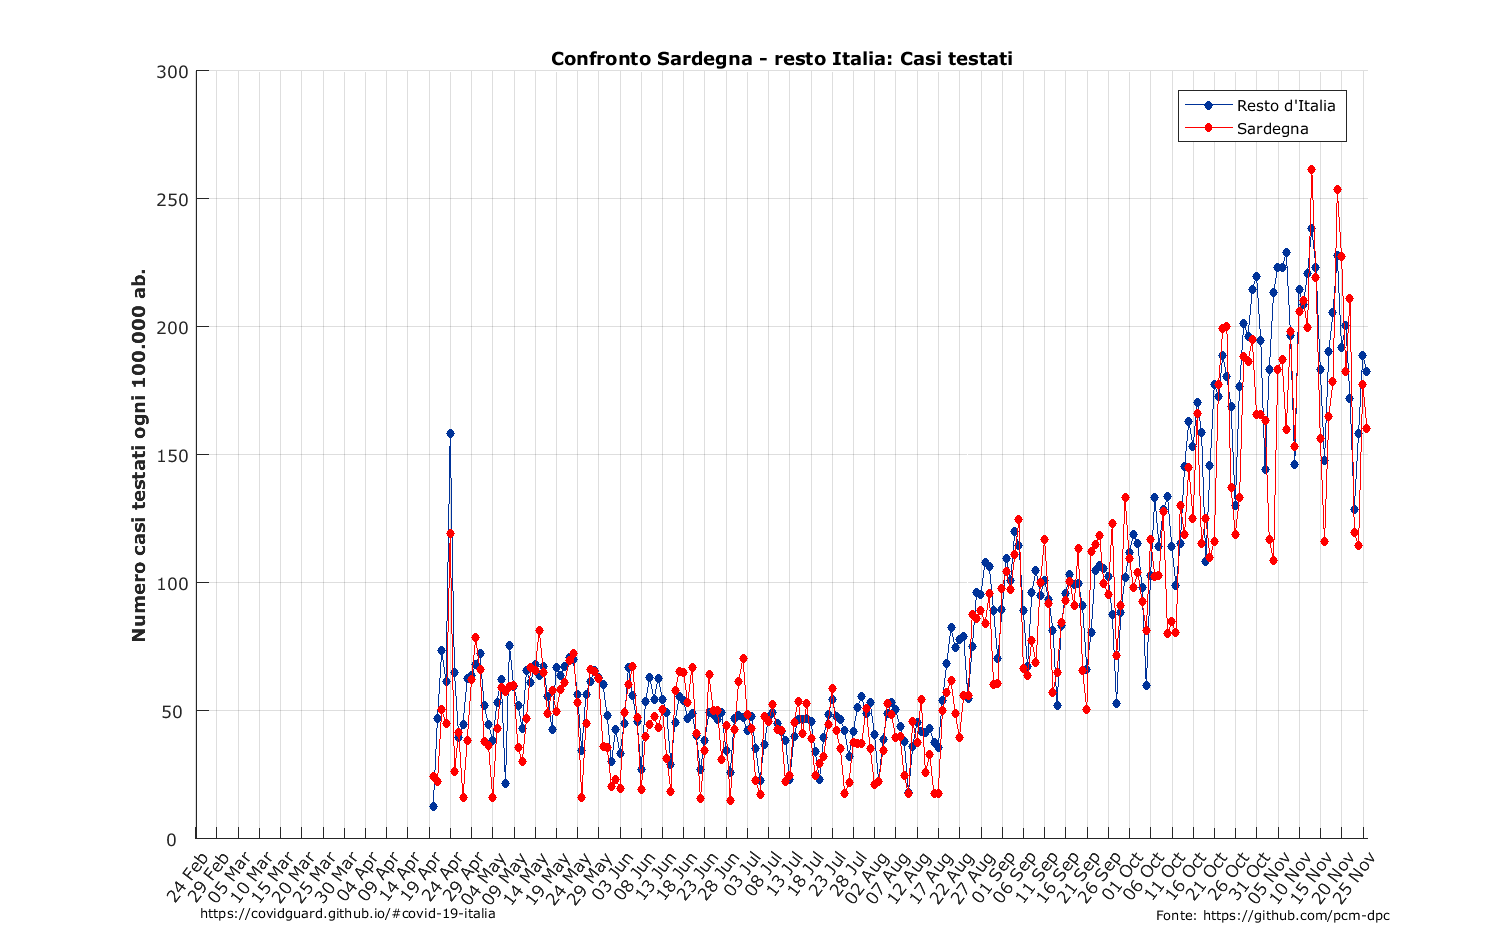 Confronto Sardegna - resto Italia: Casi testati
Resto d'Italia
Sardegna
Numero casi testati ogni 100.000 ab.
300
250
200
150
100
50
0
24 Feb
29 Feb
05 Mar
10 Mar
15 Mar
20 Mar
25 Mar
30 Mar
04 Apr
09 Apr
14 Apr
19 Apr
24 Apr
29 Apr
04 May
09 May
14 May
19 May
24 May
29 May
03 Jun
08 Jun
13 Jun
18 Jun
23 Jun
28 Jun
03 Jul
08 Jul
13 Jul
18 Jul
23 Jul
28 Jul
02 Aug
07 Aug
12 Aug
17 Aug
22 Aug
27 Aug
01 Sep
06 Sep
11 Sep
16 Sep
21 Sep
26 Sep
01 Oct
06 Oct
11 Oct
16 Oct
21 Oct
26 Oct
31 Oct
05 Nov
10 Nov
15 Nov
20 Nov
25 Nov
https://covidguard.github.io/#covid-19-italia
Fonte: https://github.com/pcm-dpc